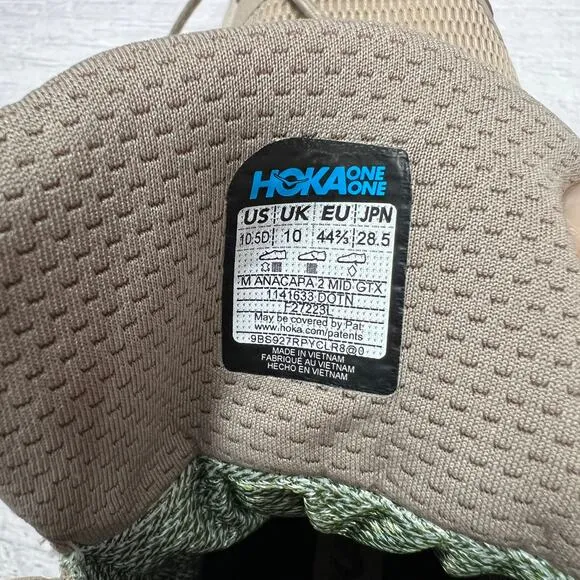 HOKA ONE ONE
US UK EU JPN
10.5D 10 44⅔ 28.5
M ANACAPA 2 MID GTX
1141633 DOTN
F27223L
May be covered by Pat.
www.hoka.com/patents
9BS927RPYCLR8@0
MADE IN VIETNAM
FABRIQUÉ AU VIETNAM
HECHO EN VIETNAM